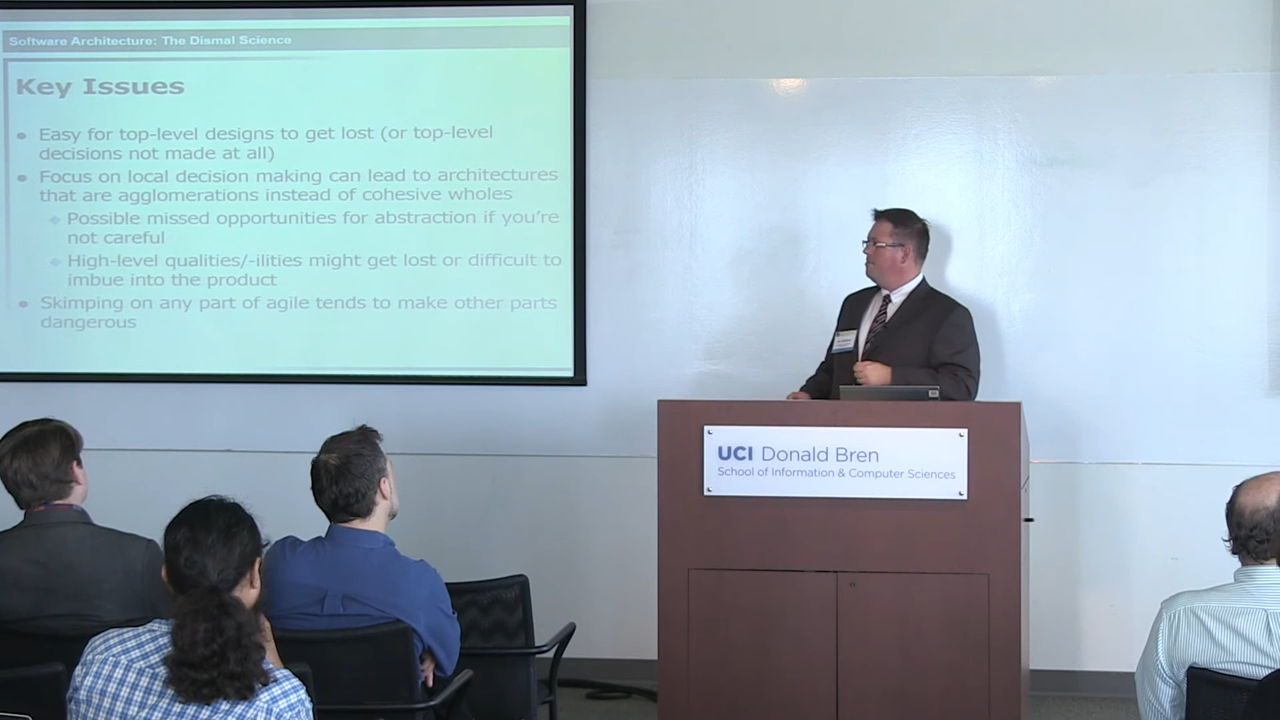 Software Architecture: The Dismal Science
Key Issues
Easy for top-level designs to get lost (or top-level
decisions not made at all)
Focus on local decision making can lead to architectures
that are agglomerations instead of cohesive wholes
Possible missed opportunities for abstraction if you're
not careful
High-level qualities/-ilities might get lost or difficult to
imbue into the product
Skimping on any part of agile tends to make other parts
dangerous
UCI Donald Bren
School of Information & Computer Sciences